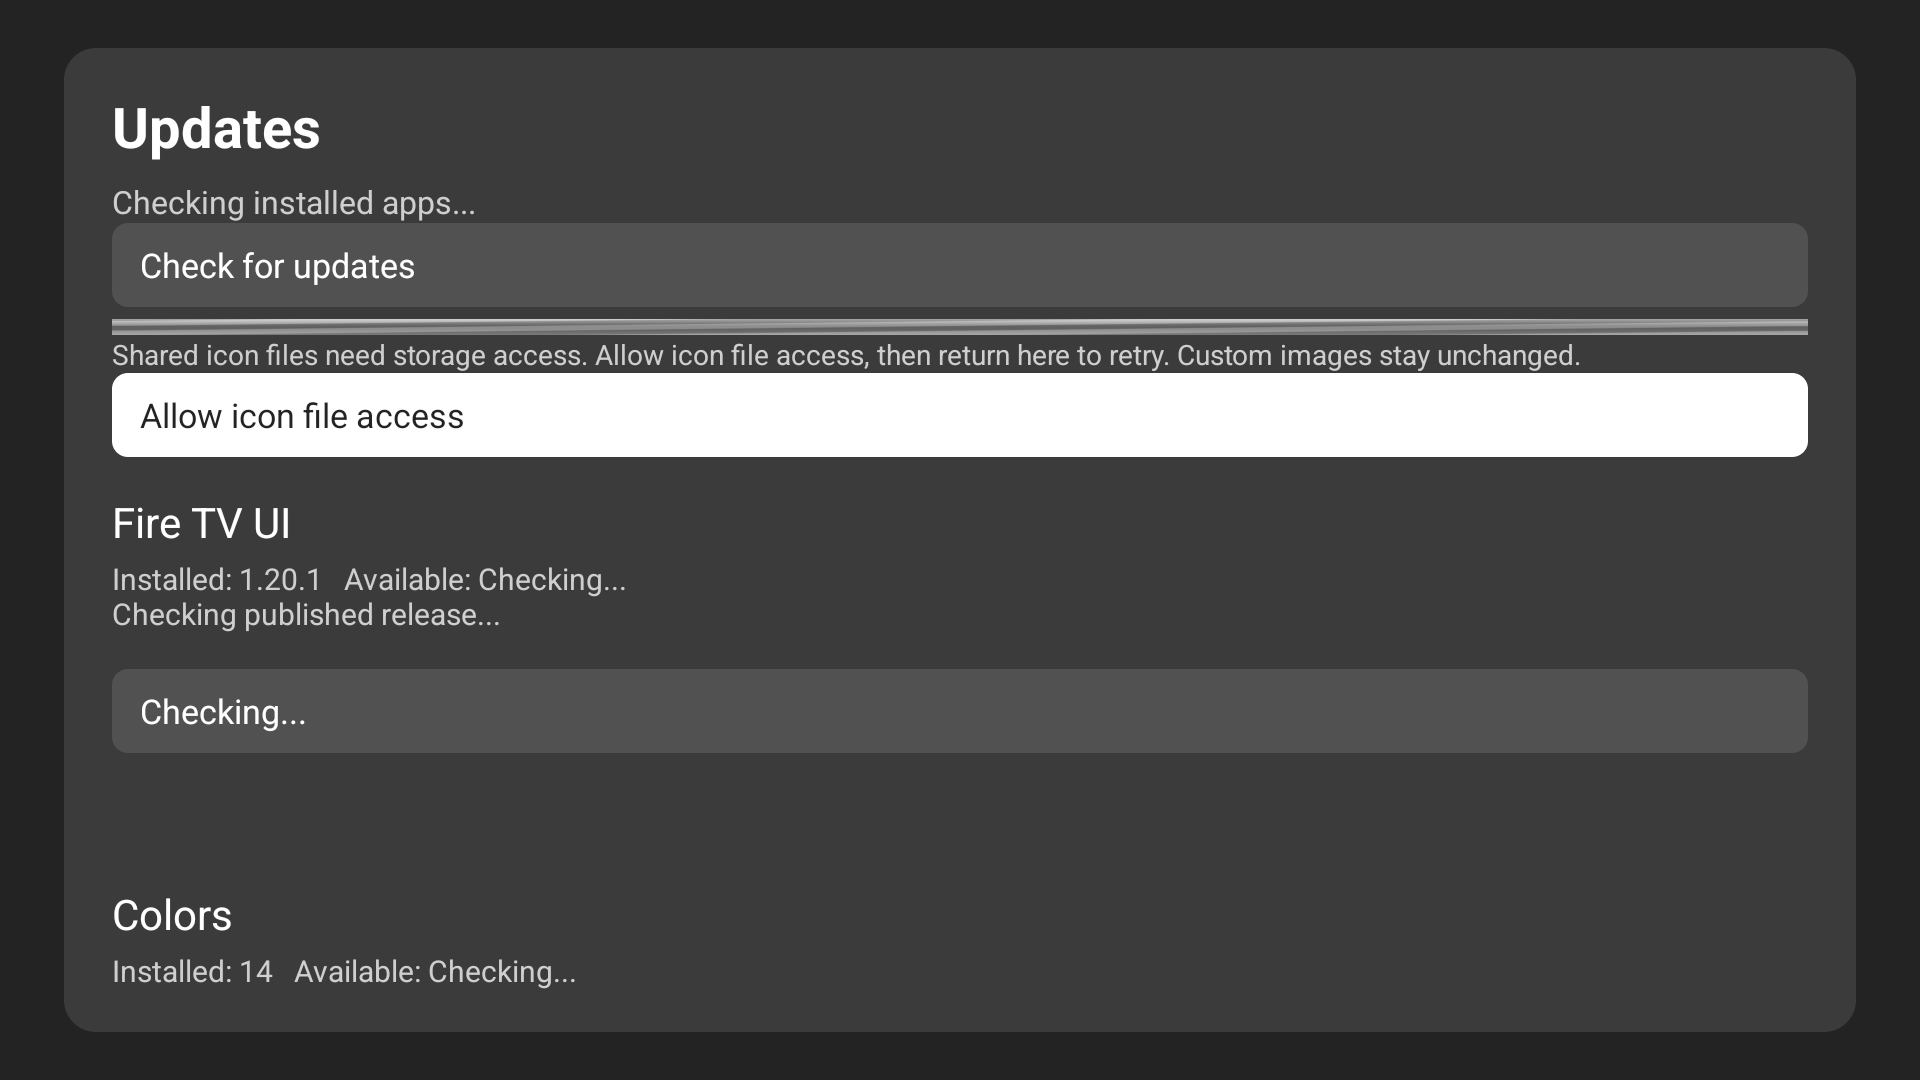 Updates
Checking installed apps...
Check for updates
Shared icon files need storage access. Allow icon file access, then return here to retry. Custom images stay unchanged.
Allow icon file access
Fire TV UI
Installed: 1.20.1   Available: Checking...
Checking published release...
Checking...
Colors
Installed: 14   Available: Checking...